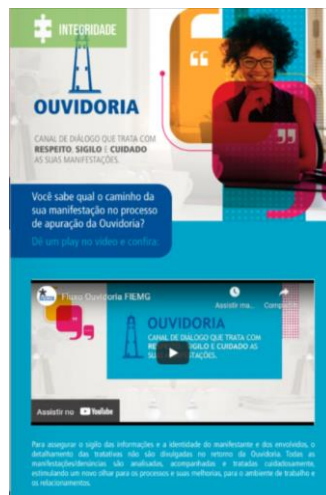 INTEGRIDADE
OUVIDORIA
CANAL DE DIÁLOGO QUE TRATA COM
RESPEITO, SIGILO E CUIDADO
AS SUAS MANIFESTAÇÕES.
Você sabe qual o caminho da
sua manifestação no processo
de apuração da Ouvidoria?
Dê um play no vídeo e confira:
Fluxo Ouvidoria FIEMG
Assistir ma...
OUVIDORIA
CANAL DE DIÁLOGO QUE TRATA COM
SIGILO E CUIDADO AS
Assistir no YouTube
Para assegurar o sigilo das informações e a identidade do manifestante e dos envolvidos, o
detalhamento das tratativas não são divulgadas no retorno da Ouvidoria. Todas as
manifestações/denúncias são analisadas, acompanhadas e tratadas cuidadosamente,
estimulando um novo olhar para os processos e suas melhorias, para o ambiente de trabalho e
os relacionamentos.